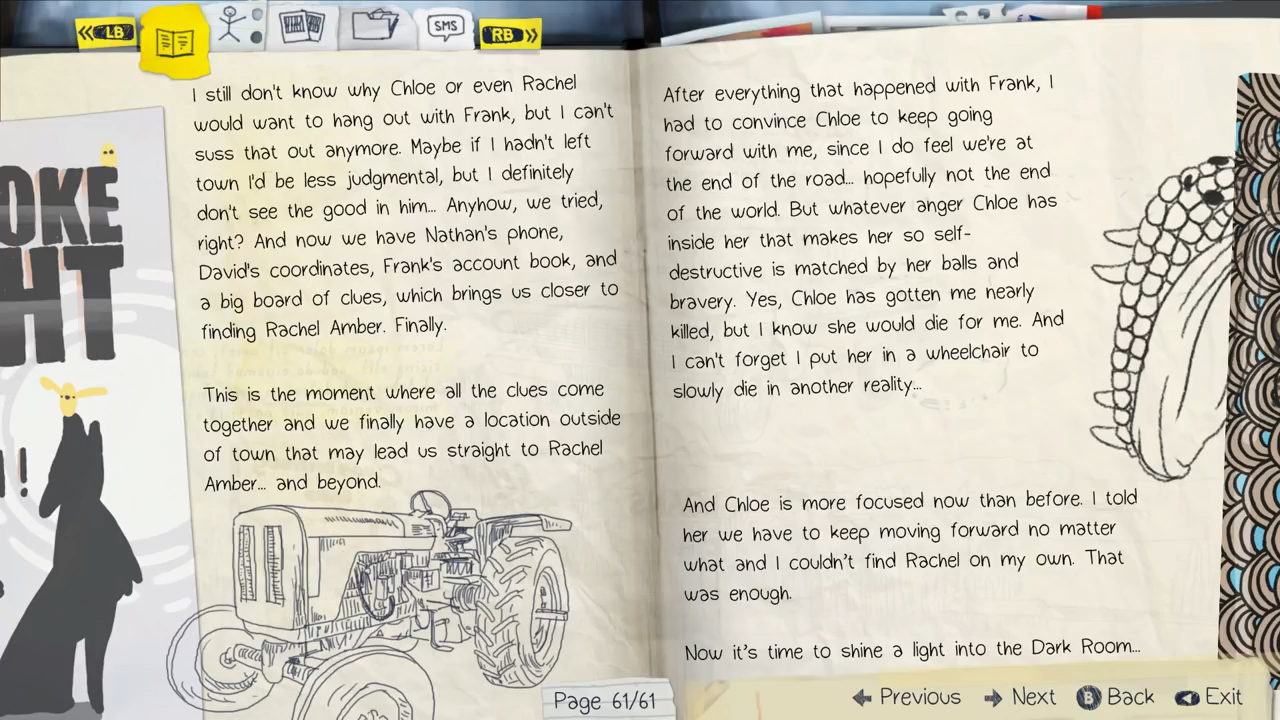 LB
SMS
RB
OKE
HT
!
I still don't know why Chloe or even Rachel
would want to hang out with Frank, but I can't
suss that out anymore. Maybe if I hadn't left
town I'd be less judgmental, but I definitely
don't see the good in him... Anyhow, we tried,
right? And now we have Nathan's phone,
David's coordinates, Frank's account book, and
a big board of clues, which brings us closer to
finding Rachel Amber. Finally.
This is the moment where all the clues come
together and we finally have a location outside
of town that may lead us straight to Rachel
Amber... and beyond.
After everything that happened with Frank, I
had to convince Chloe to keep going
forward with me, since I do feel we're at
the end of the road... hopefully not the end
of the world. But whatever anger Chloe has
inside her that makes her so self-
destructive is matched by her balls and
bravery. Yes, Chloe has gotten me nearly
killed, but I know she would die for me. And
I can't forget I put her in a wheelchair to
slowly die in another reality...
And Chloe is more focused now than before. I told
her we have to keep moving forward no matter
what and I couldn't find Rachel on my own. That
was enough.
Now it's time to shine a light into the Dark Room...
Page 61/61
Previous
Next
B Back
Exit